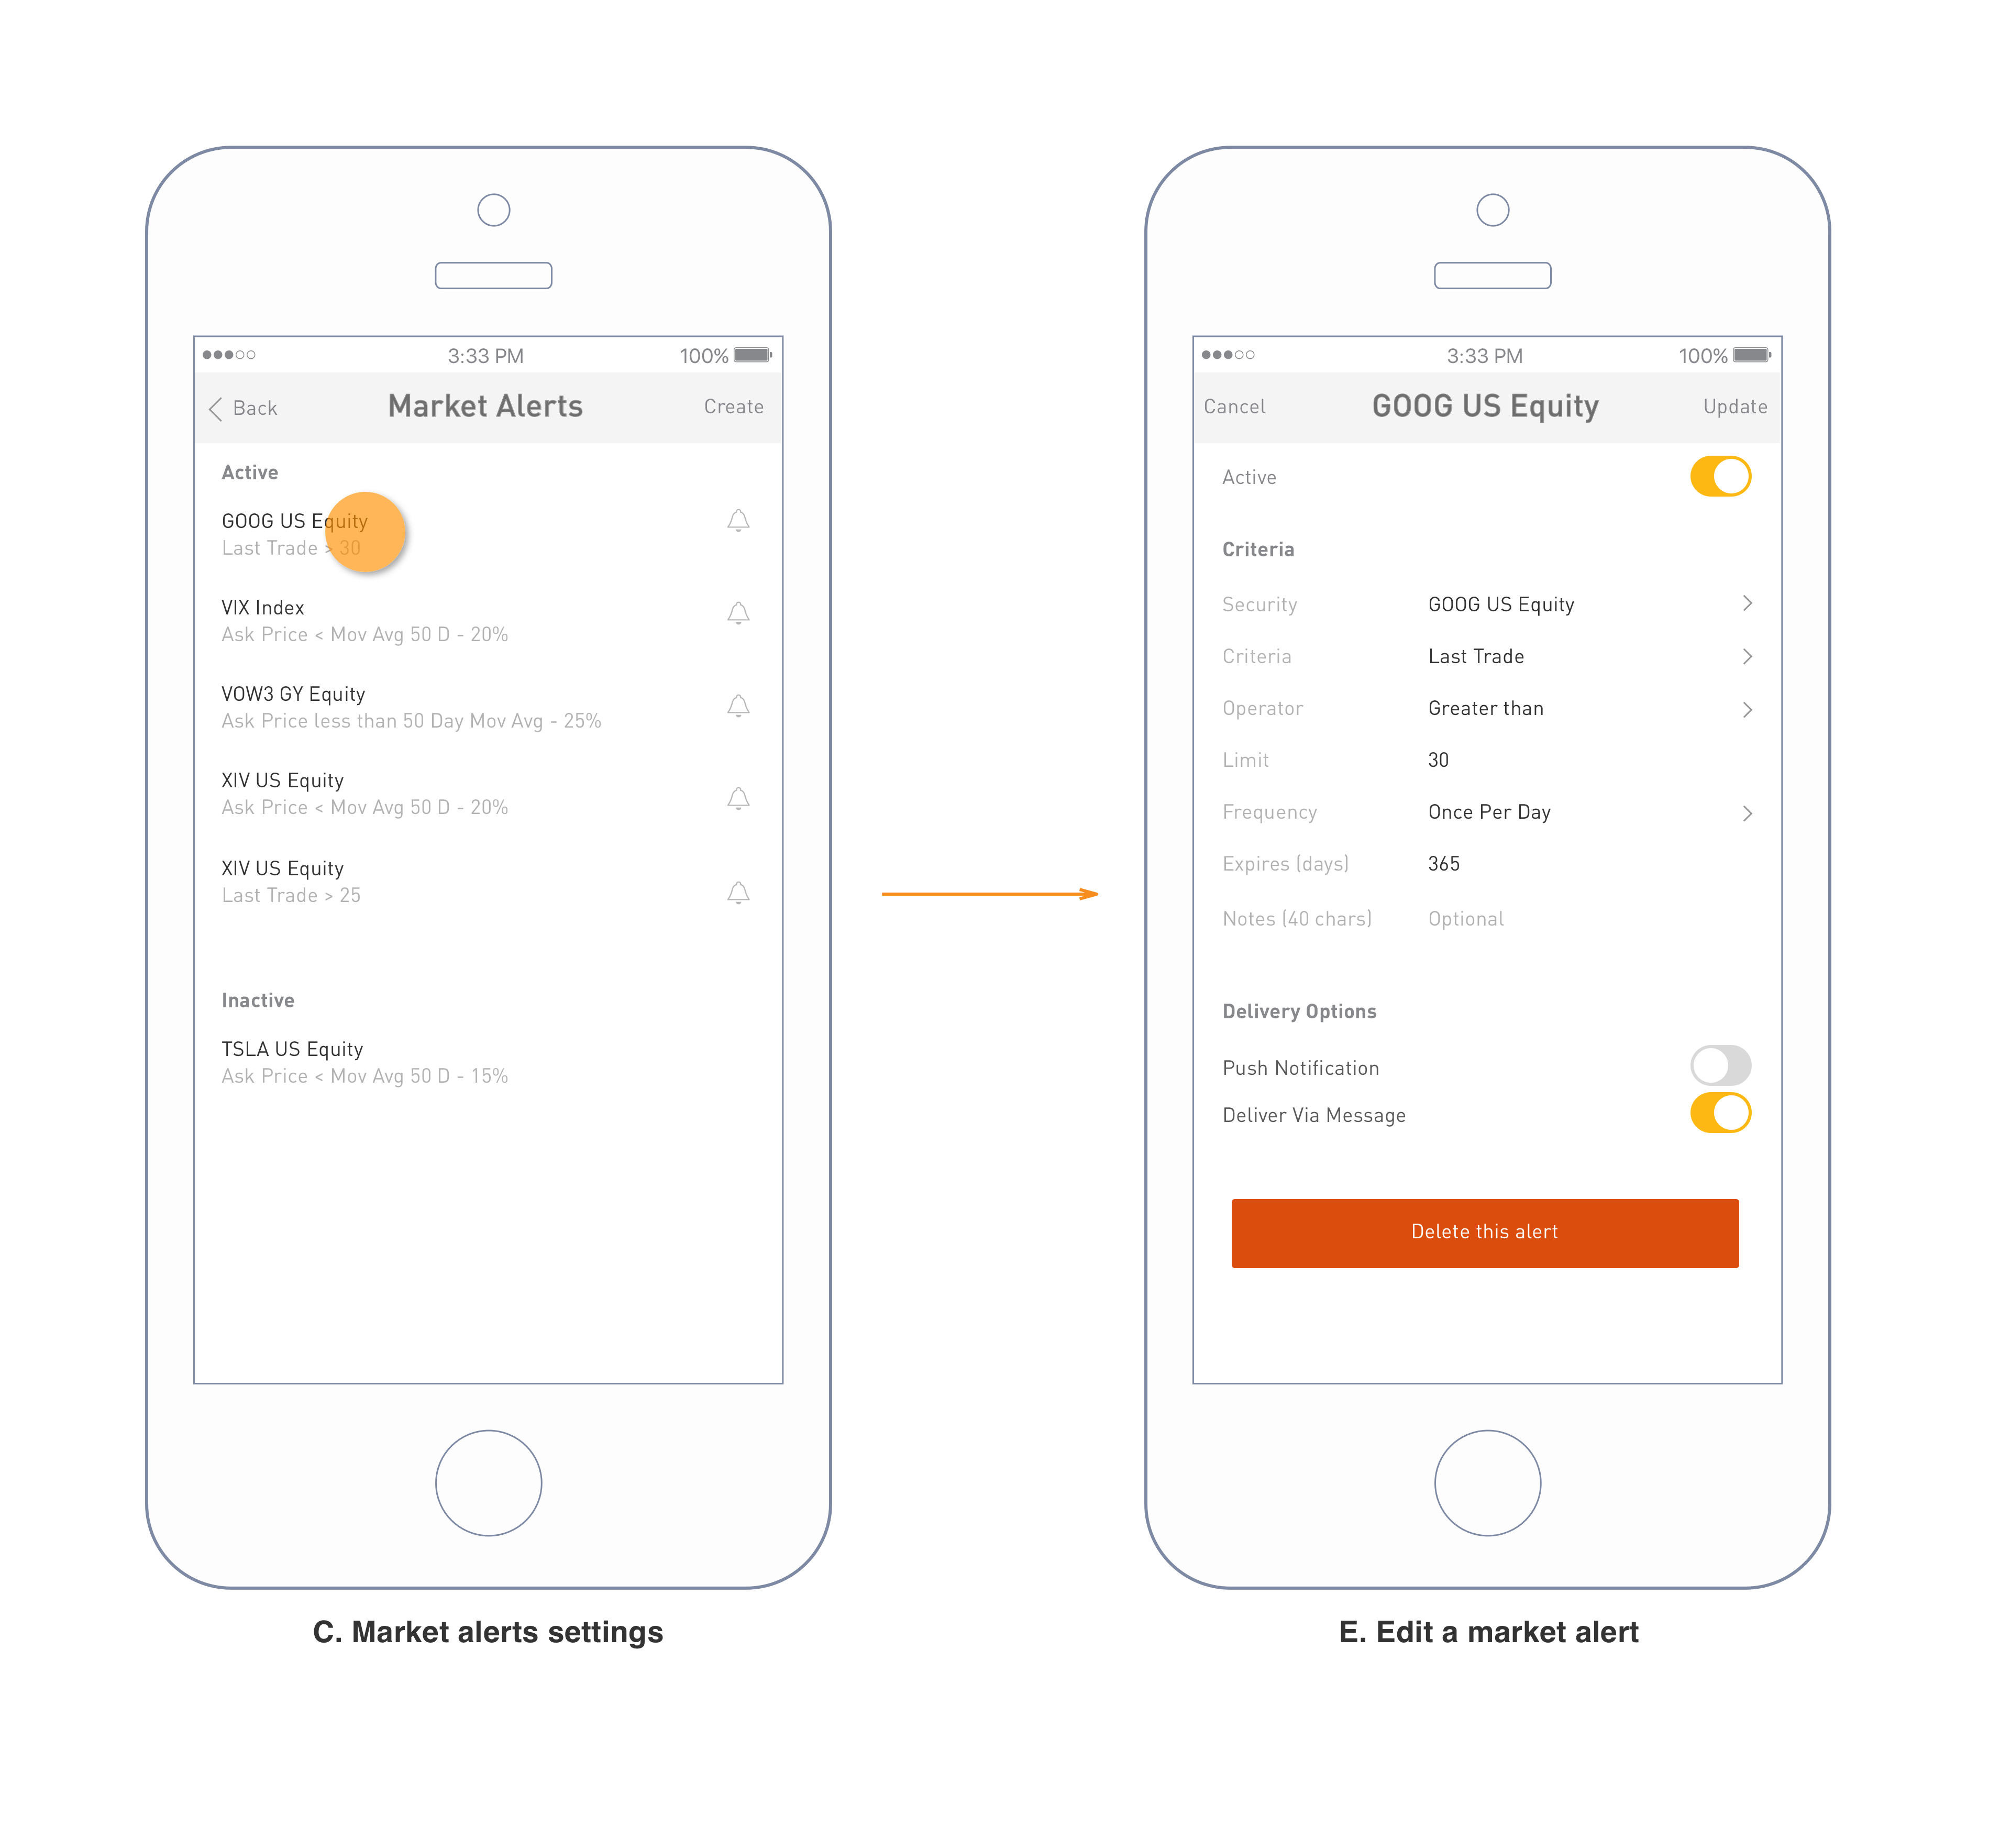 3:33 PM 100%
Back Market Alerts Create
Active
GOOG US Equity
Last Trade > 30
VIX Index
Ask Price < Mov Avg 50 D - 20%
VOW3 GY Equity
Ask Price less than 50 Day Mov Avg - 25%
XIV US Equity
Ask Price < Mov Avg 50 D - 20%
XIV US Equity
Last Trade > 25
Inactive
TSLA US Equity
Ask Price < Mov Avg 50 D - 15%
C. Market alerts settings
3:33 PM 100%
Cancel GOOG US Equity Update
Active
Criteria
Security GOOG US Equity
Criteria Last Trade
Operator Greater than
Limit 30
Frequency Once Per Day
Expires (days) 365
Notes (40 chars) Optional
Delivery Options
Push Notification
Deliver Via Message
Delete this alert
E. Edit a market alert